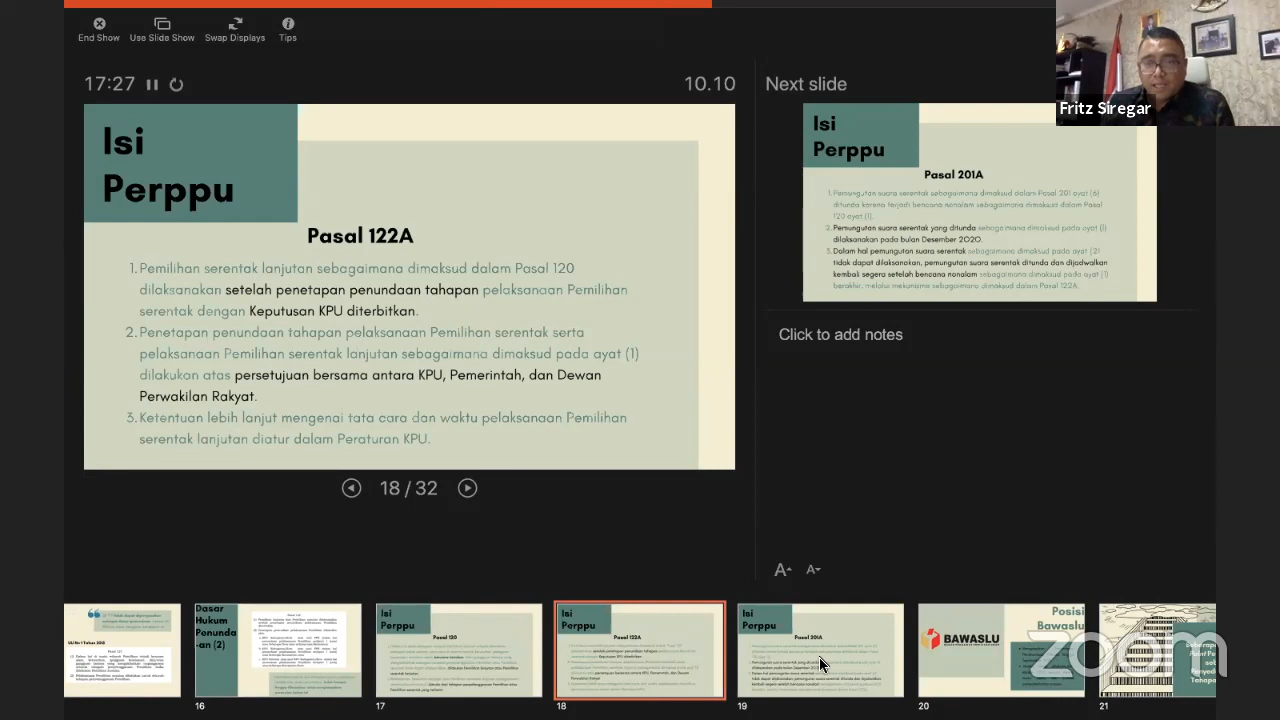 End Show
Use Slide Show
Swap Displays
Tips
17:27
10.10
Isi
Perppu
Pasal 122A
1. Pemilihan serentak lanjutan sebagaimana dimaksud dalam Pasal 120
dilaksanakan setelah penetapan penundaan tahapan pelaksanaan Pemilihan
serentak dengan Keputusan KPU diterbitkan.
2. Penetapan penundaan tahapan pelaksanaan Pemilihan serentak serta
pelaksanaan Pemilihan serentak lanjutan sebagaimana dimaksud pada ayat (1)
dilakukan atas persetujuan bersama antara KPU, Pemerintah, dan Dewan
Perwakilan Rakyat.
3. Ketentuan lebih lanjut mengenai tata cara dan waktu pelaksanaan Pemilihan
serentak lanjutan diatur dalam Peraturan KPU.
18 / 32
Next slide
Fritz Siregar
Isi
Perppu
Pasal 201A
1. Pemungutan suara serentak sebagaimana dimaksud dalam Pasal 201 ayat (6)
ditunda karena terjadi bencana nonalam sebagaimana dimaksud dalam Pasal
120 ayat (1).
2. Pemungutan suara serentak yang ditunda sebagaimana dimaksud pada ayat (1)
dilaksanakan pada bulan Desember 2020.
3. Dalam hal pemungutan suara serentak sebagaimana dimaksud pada ayat (2)
tidak dapat dilaksanakan, pemungutan suara serentak ditunda dan dijadwalkan
kembali segera setelah bencana nonalam sebagaimana dimaksud pada ayat (1)
berakhir, melalui mekanisme sebagaimana dimaksud dalam Pasal 122A.
Click to add notes
A A
Dasar
Hukum
Penunda
-an (2)
16
Isi
Perppu
Pasal 120
17
Isi
Perppu
Pasal 122A
18
Isi
Perppu
Pasal 201A
19
Posisi
Bawaslu
BAWASLU
20
21
zoom